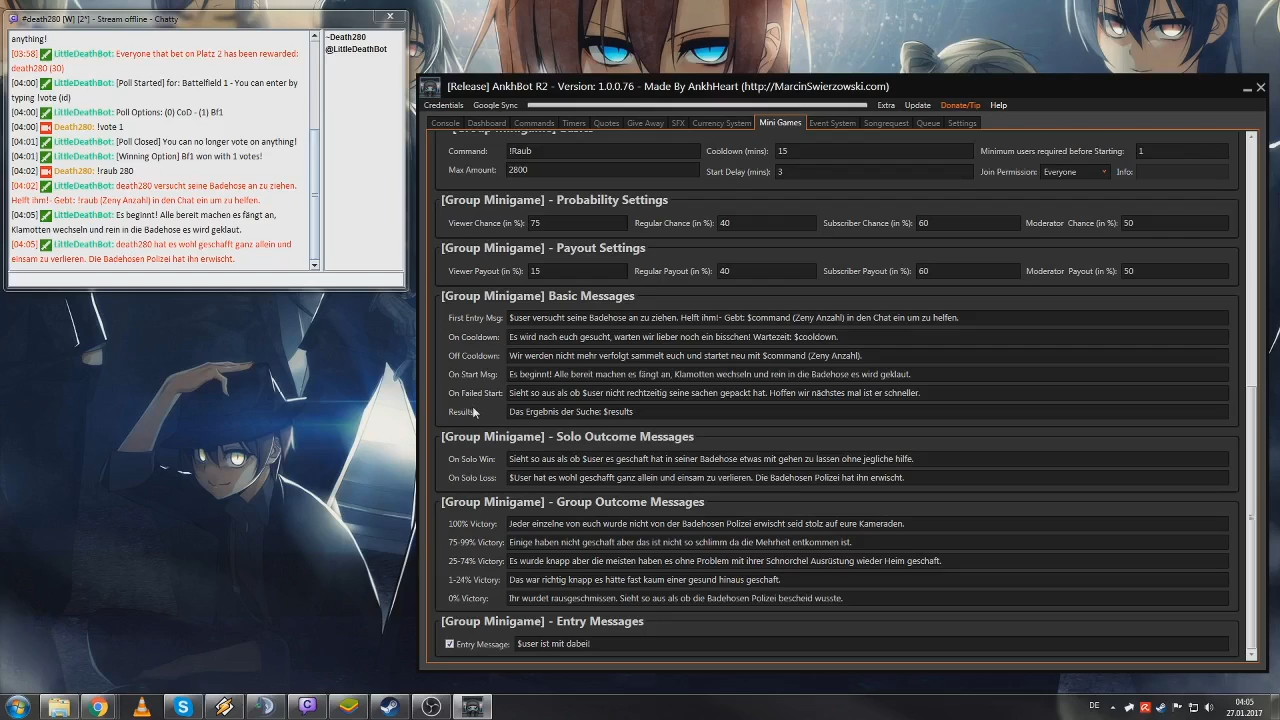 #death280 [W] [2*] - Stream offline - Chatty
X
anything!
[03:58] LittleDeathBot: Everyone that bet on Platz 2 has been rewarded:
death280 (30)
[04:00] LittleDeathBot: [Poll Started] for: Battelfield 1 - You can enter by
typing !vote (id)
[04:00] LittleDeathBot: Poll Options: (0) CoD - (1) Bf1
[04:00] Death280: !vote 1
[04:01] LittleDeathBot: [Poll Closed] You can no longer vote on anything!
[04:01] LittleDeathBot: [Winning Option] Bf1 won with 1 votes!
[04:02] Death280: !raub 280
[04:02] LittleDeathBot: death280 versucht seine Badehose an zu ziehen.
Helft ihm!- Gebt: !raub (Zeny Anzahl) in den Chat ein um zu helfen.
[04:05] LittleDeathBot: Es beginnt! Alle bereit machen es fängt an,
Klamotten wechseln und rein in die Badehose es wird geklaut.
[04:05] LittleDeathBot: death280 hat es wohl geschafft ganz allein und
einsam zu verlieren. Die Badehosen Polizei hat ihn erwischt.
~Death280
@LittleDeathBot
[Release] AnkhBot R2 - Version: 1.0.0.76 - Made By AnkhHeart (http://MarcinSwierzowski.com)
Credentials Google Sync Extra Update Donate/Tip Help
Console Dashboard Commands Timers Quotes Give Away SFX Currency System Mini Games Event System Songrequest Queue Settings
Command: !Raub Cooldown (mins): 15 Minimum users required before Starting: 1
Max Amount: 2800 Start Delay (mins): 3 Join Permission: Everyone Info:
[Group Minigame] - Probability Settings
Viewer Chance (in %): 75 Regular Chance (in %): 40 Subscriber Chance (in %): 60 Moderator Chance (in %): 50
[Group Minigame] - Payout Settings
Viewer Payout (in %): 15 Regular Payout (in %): 40 Subscriber Payout (in %): 60 Moderator Payout (in %): 50
[Group Minigame] Basic Messages
First Entry Msg: $user versucht seine Badehose an zu ziehen. Helft ihm!- Gebt: $command (Zeny Anzahl) in den Chat ein um zu helfen.
On Cooldown: Es wird nach euch gesucht, warten wir lieber noch ein bisschen! Wartezeit: $cooldown.
Off Cooldown: Wir werden nicht mehr verfolgt sammelt euch und startet neu mit $command (Zeny Anzahl).
On Start Msg: Es beginnt! Alle bereit machen es fängt an, Klamotten wechseln und rein in die Badehose es wird geklaut.
On Failed Start: Sieht so aus als ob $user nicht rechtzeitig seine sachen gepackt hat. Hoffen wir nächstes mal ist er schneller.
Results: Das Ergebnis der Suche: $results
[Group Minigame] - Solo Outcome Messages
On Solo Win: Sieht so aus als ob $user es geschaft hat in seiner Badehose etwas mit gehen zu lassen ohne jegliche hilfe.
On Solo Loss: $User hat es wohl geschafft ganz allein und einsam zu verlieren. Die Badehosen Polizei hat ihn erwischt.
[Group Minigame] - Group Outcome Messages
100% Victory: Jeder einzelne von euch wurde nicht von der Badehosen Polizei erwischt seid stolz auf eure Kameraden.
75-99% Victory: Einige haben nicht geschaft aber das ist nicht so schlimm da die Mehrheit entkommen ist.
25-74% Victory: Es wurde knapp aber die meisten haben es ohne Problem mit ihrer Schnorchel Ausrüstung wieder Heim geschaft.
1-24% Victory: Das war richtig knapp es hätte fast kaum einer gesund hinaus geschaft.
0% Victory: Ihr wurdet rausgeschmissen. Sieht so aus als ob die Badehosen Polizei bescheid wusste.
[Group Minigame] - Entry Messages
Entry Message: $user ist mit dabei!
DE
04:05
27.01.2017